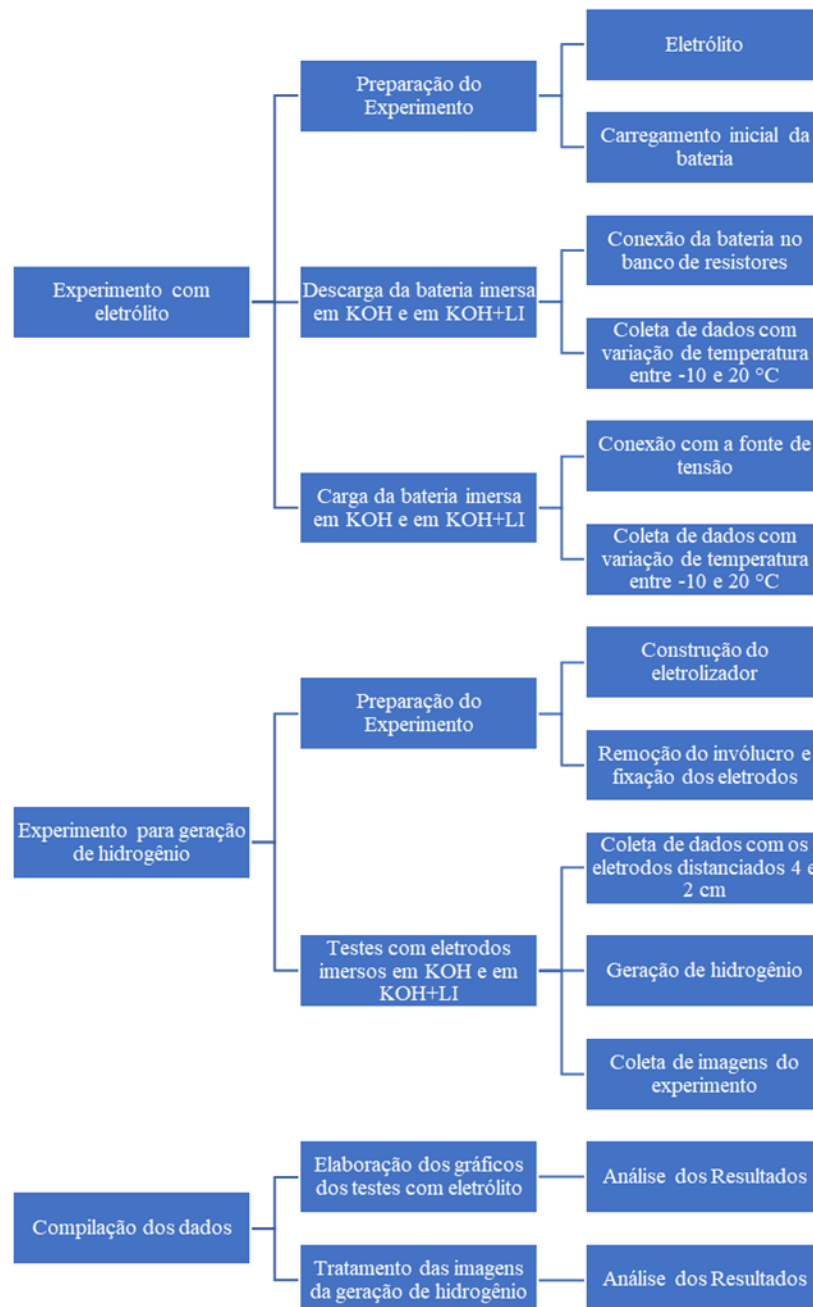 Eletrólito
Preparação do
Experimento
Carregamento inicial da
bateria
Conexão da bateria no
banco de resistores
Experimento com
eletrólito
Descarga da bateria imersa
em KOH e em KOH+LI
Coleta de dados com
variação de temperatura
entre -10 e 20 °C
Conexão com a fonte de
tensão
Carga da bateria imersa
em KOH e em KOH+LI
Coleta de dados com
variação de temperatura
entre -10 e 20 °C
Construção do
eletrolizador
Preparação do
Experimento
Remoção do invólucro e
fixação dos eletrodos
Experimento para geração
de hidrogênio
Coleta de dados com os
eletrodos distanciados 4 e
2 cm
Testes com eletrodos
imersos em KOH e em
KOH+LI
Geração de hidrogênio
Coleta de imagens do
experimento
Elaboração dos gráficos
dos testes com eletrólito
Análise dos Resultados
Compilação dos dados
Tratamento das imagens
da geração de hidrogênio
Análise dos Resultados